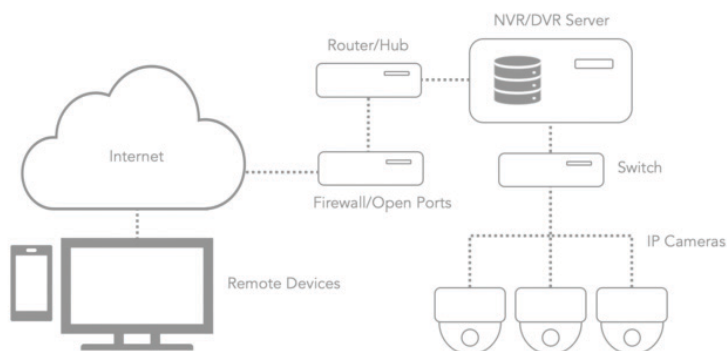 NVR/DVR Server
Router/Hub
Internet
Firewall/Open Ports
Switch
IP Cameras
Remote Devices